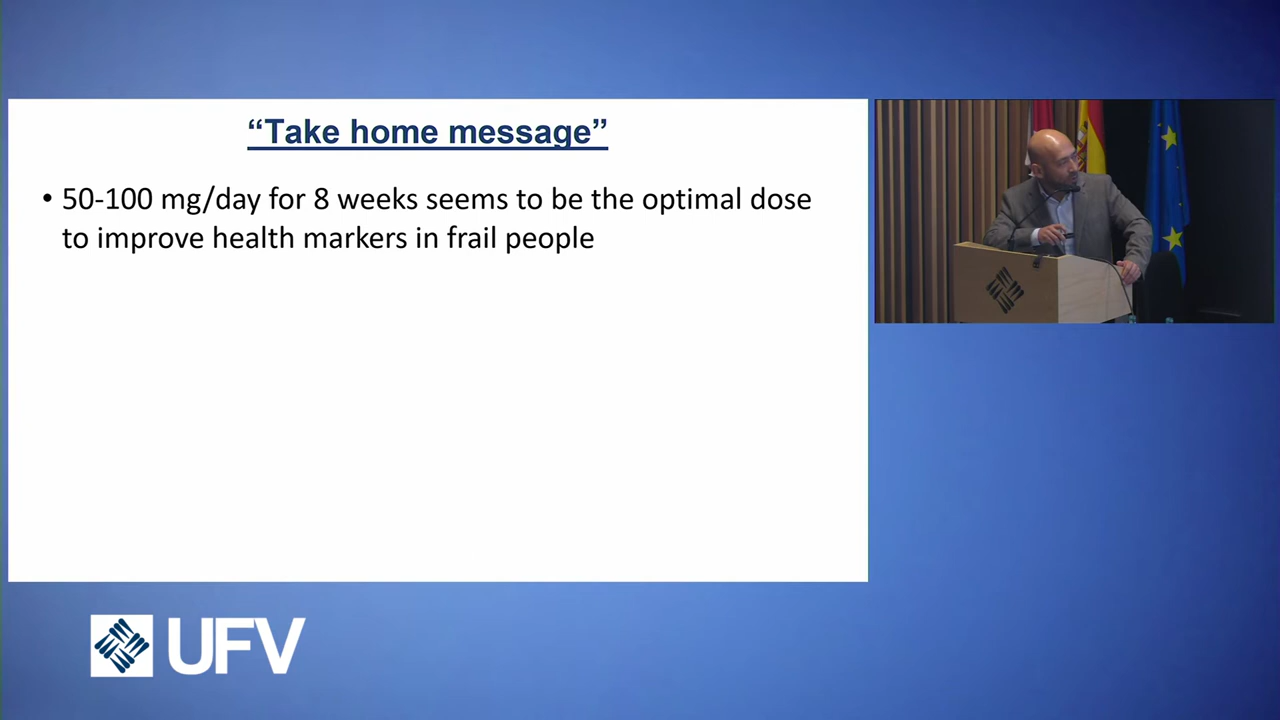 “Take home message”
• 50-100 mg/day for 8 weeks seems to be the optimal dose
to improve health markers in frail people
UFV